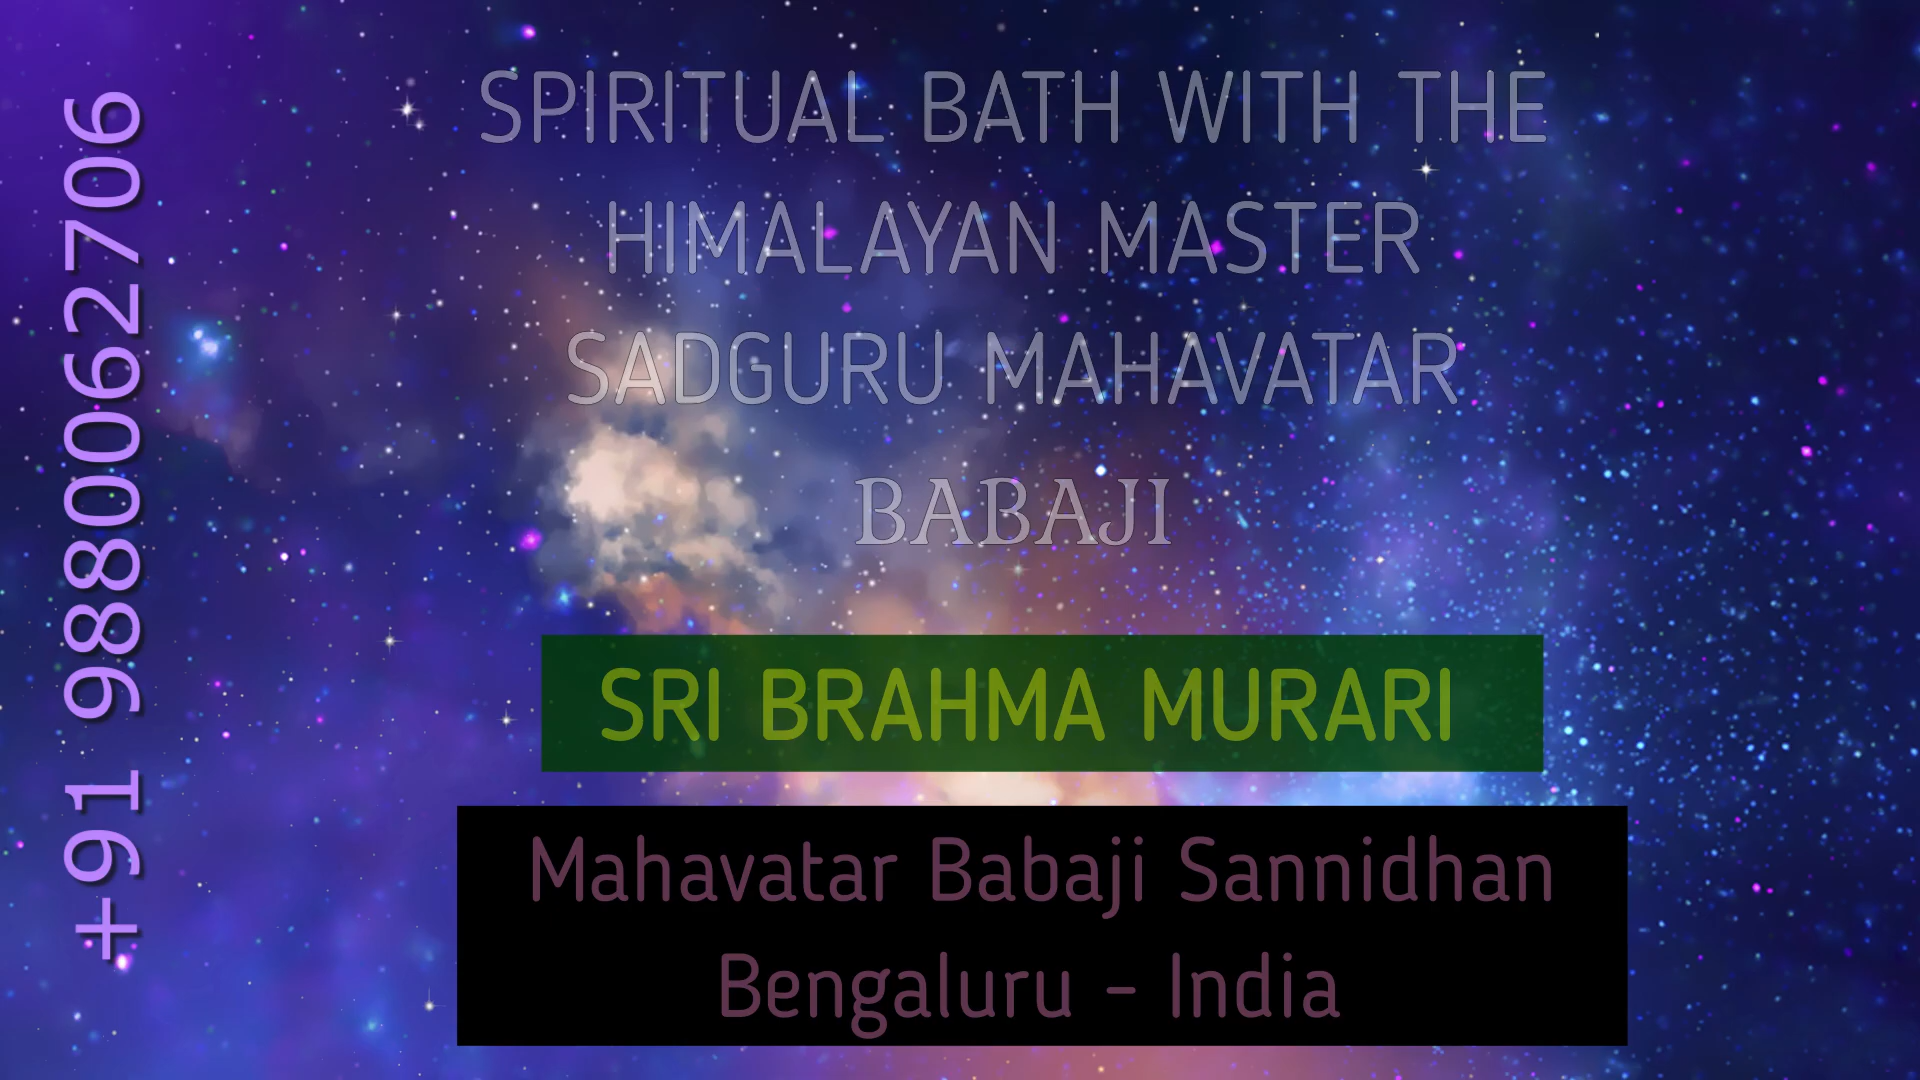 SPIRITUAL BATH WITH THE
HIMALAYAN MASTER
SADGURU MAHAVATAR
BABAJI
SRI BRAHMA MURARI
Mahavatar Babaji Sannidhan
Bengaluru - India
+91 9880062706